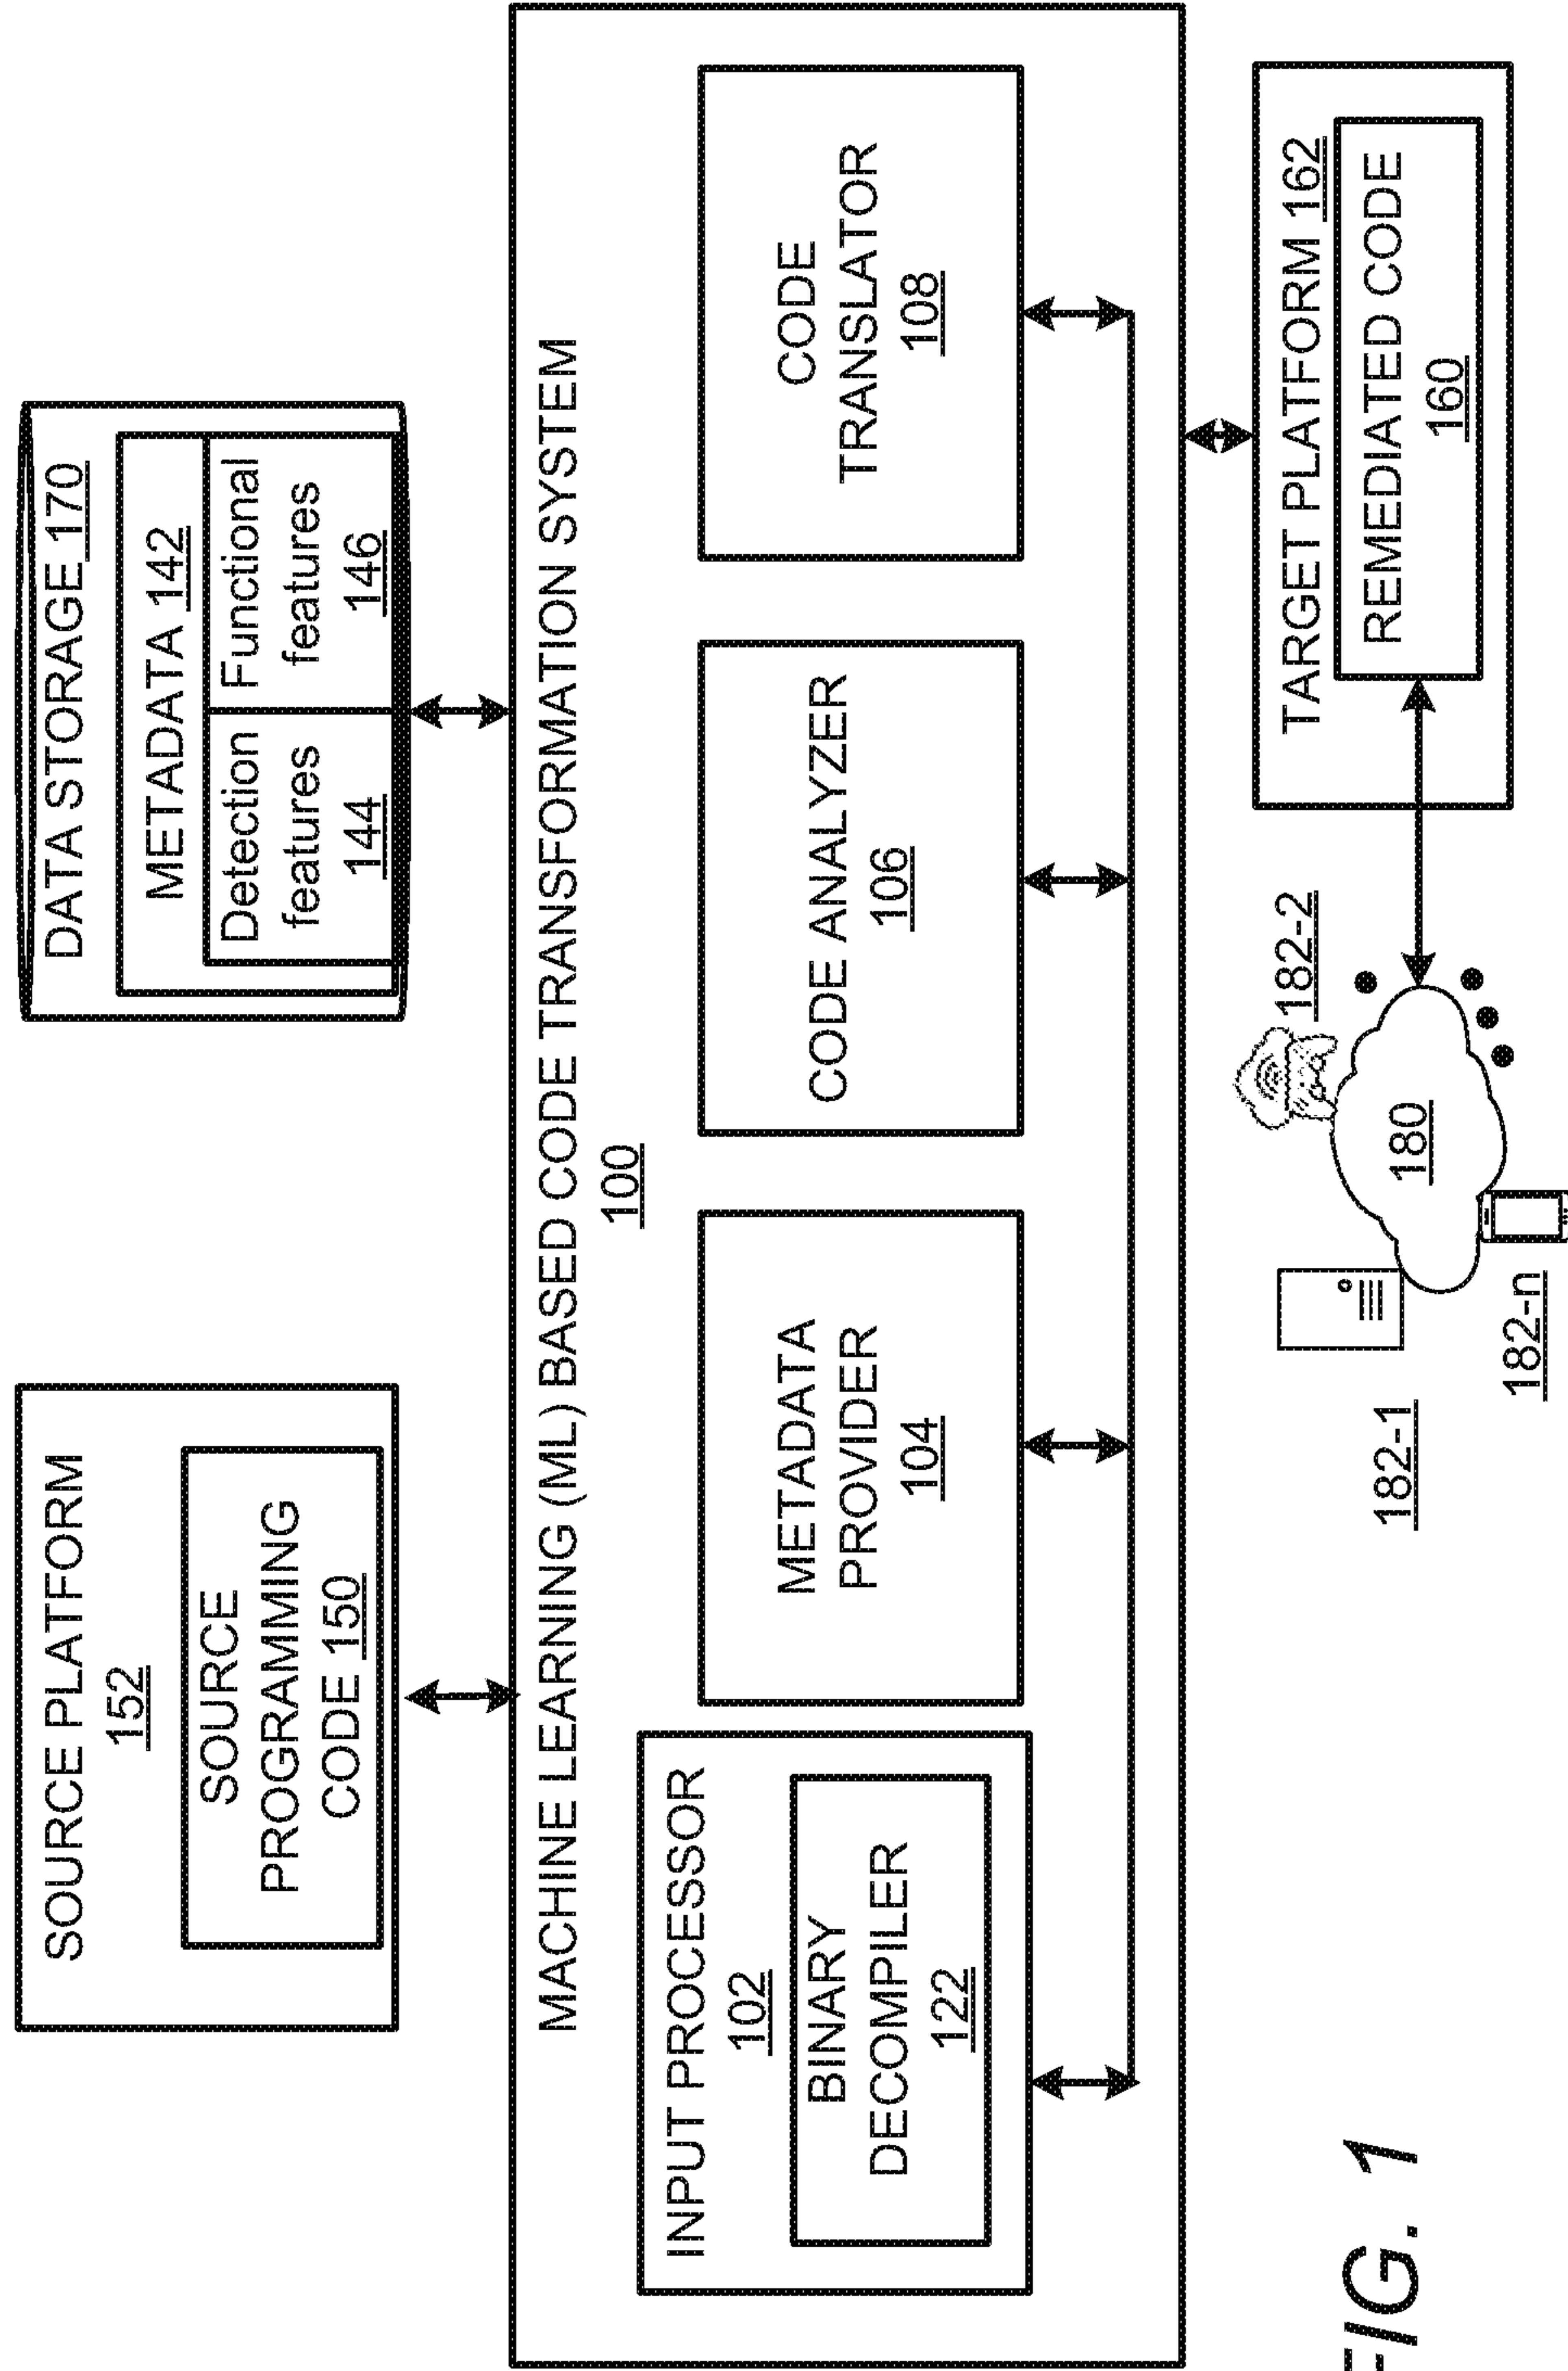 SOURCE PLATFORM
152
SOURCE
PROGRAMMING
CODE 150
DATA STORAGE 170
METADATA 142
Detection
features
144
Functional
features
146
MACHINE LEARNING (ML) BASED CODE TRANSFORMATION SYSTEM
100
INPUT PROCESSOR
102
BINARY
DECOMPILER
122
METADATA
PROVIDER
104
CODE ANALYZER
106
CODE
TRANSLATOR
108
182-1
182-2
180
182-n
TARGET PLATFORM 162
REMEDIATED CODE
160
FIG. 1